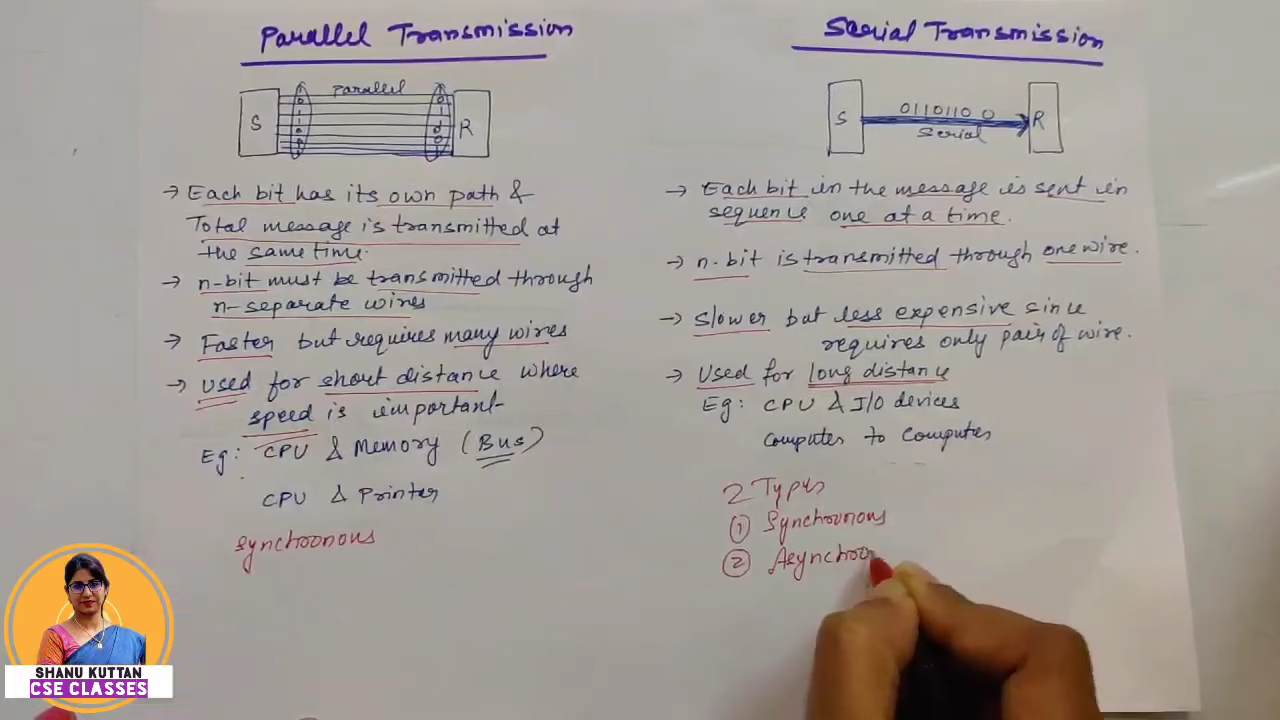 Parallel Transmission
parallel
S
R
→ Each bit has its own path &
Total message is transmitted at
the same time.
→ n-bit must be transmitted through
n-separate wires
→ Faster but requires many wires
→ Used for short distance where
speed is important
Eg: CPU & Memory (Bus)
CPU & Printer
synchronous
Serial Transmission
S
0110110 0
R
Serial
→ Each bit in the message is sent in
sequence one at a time.
→ n-bit is transmitted through one wire.
→ Slower but less expensive since
requires only pair of wire.
→ Used for long distance
Eg: CPU & I/O devices
Computer to Computer
2 Types
① Synchronous
② Asynchro
SHANU KUTTAN
CSE CLASSES